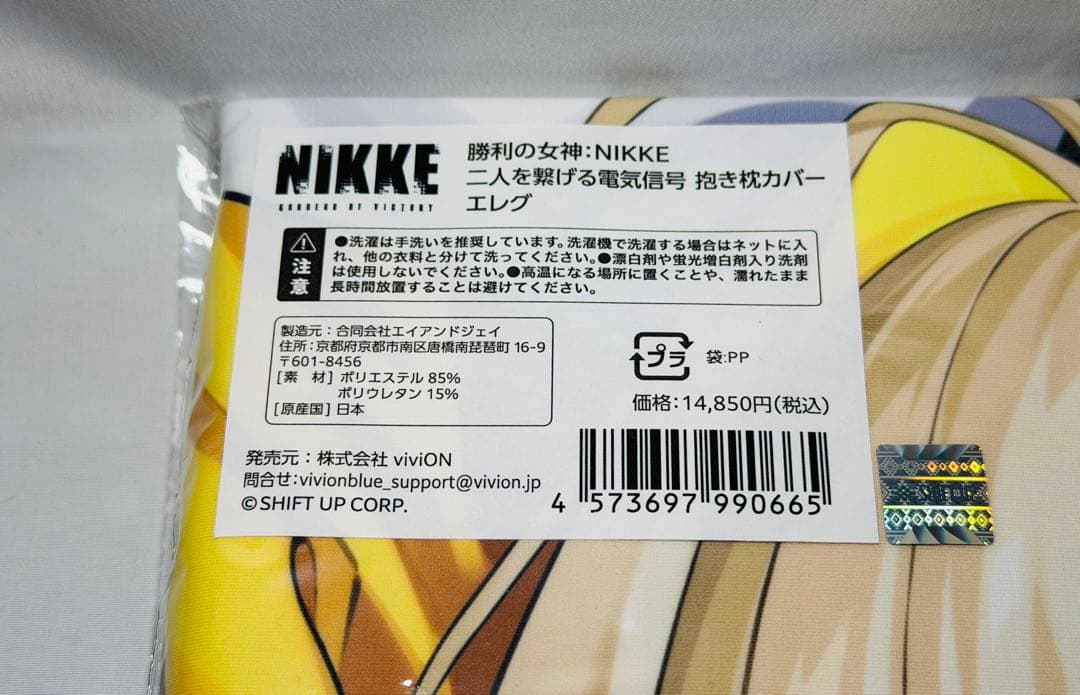 NIKKE
GODDESS OF VICTORY
勝利の女神:NIKKE
二人を繋げる電気信号 抱き枕カバー
エレグ
注意
●洗濯は手洗いを推奨しています。洗濯機で洗濯する場合はネットに入
れ、他の衣料と分けて洗ってください。●漂白剤や蛍光増白剤入り洗剤
は使用しないでください。●高温になる場所に置くことや、濡れたまま
長時間放置することは避けてください。
製造元：合同会社エイアンドジェイ
住所：京都府京都市南区唐橋南琵琶町 16-9
〒601-8456
[素 材] ポリエステル 85%
ポリウレタン 15%
[原産国] 日本
プラ
袋:PP
価格:14,850円(税込)
発売元：株式会社 viviON
問合せ:vivionblue_support@vivion.jp
©SHIFT UP CORP.
4 573697 990665